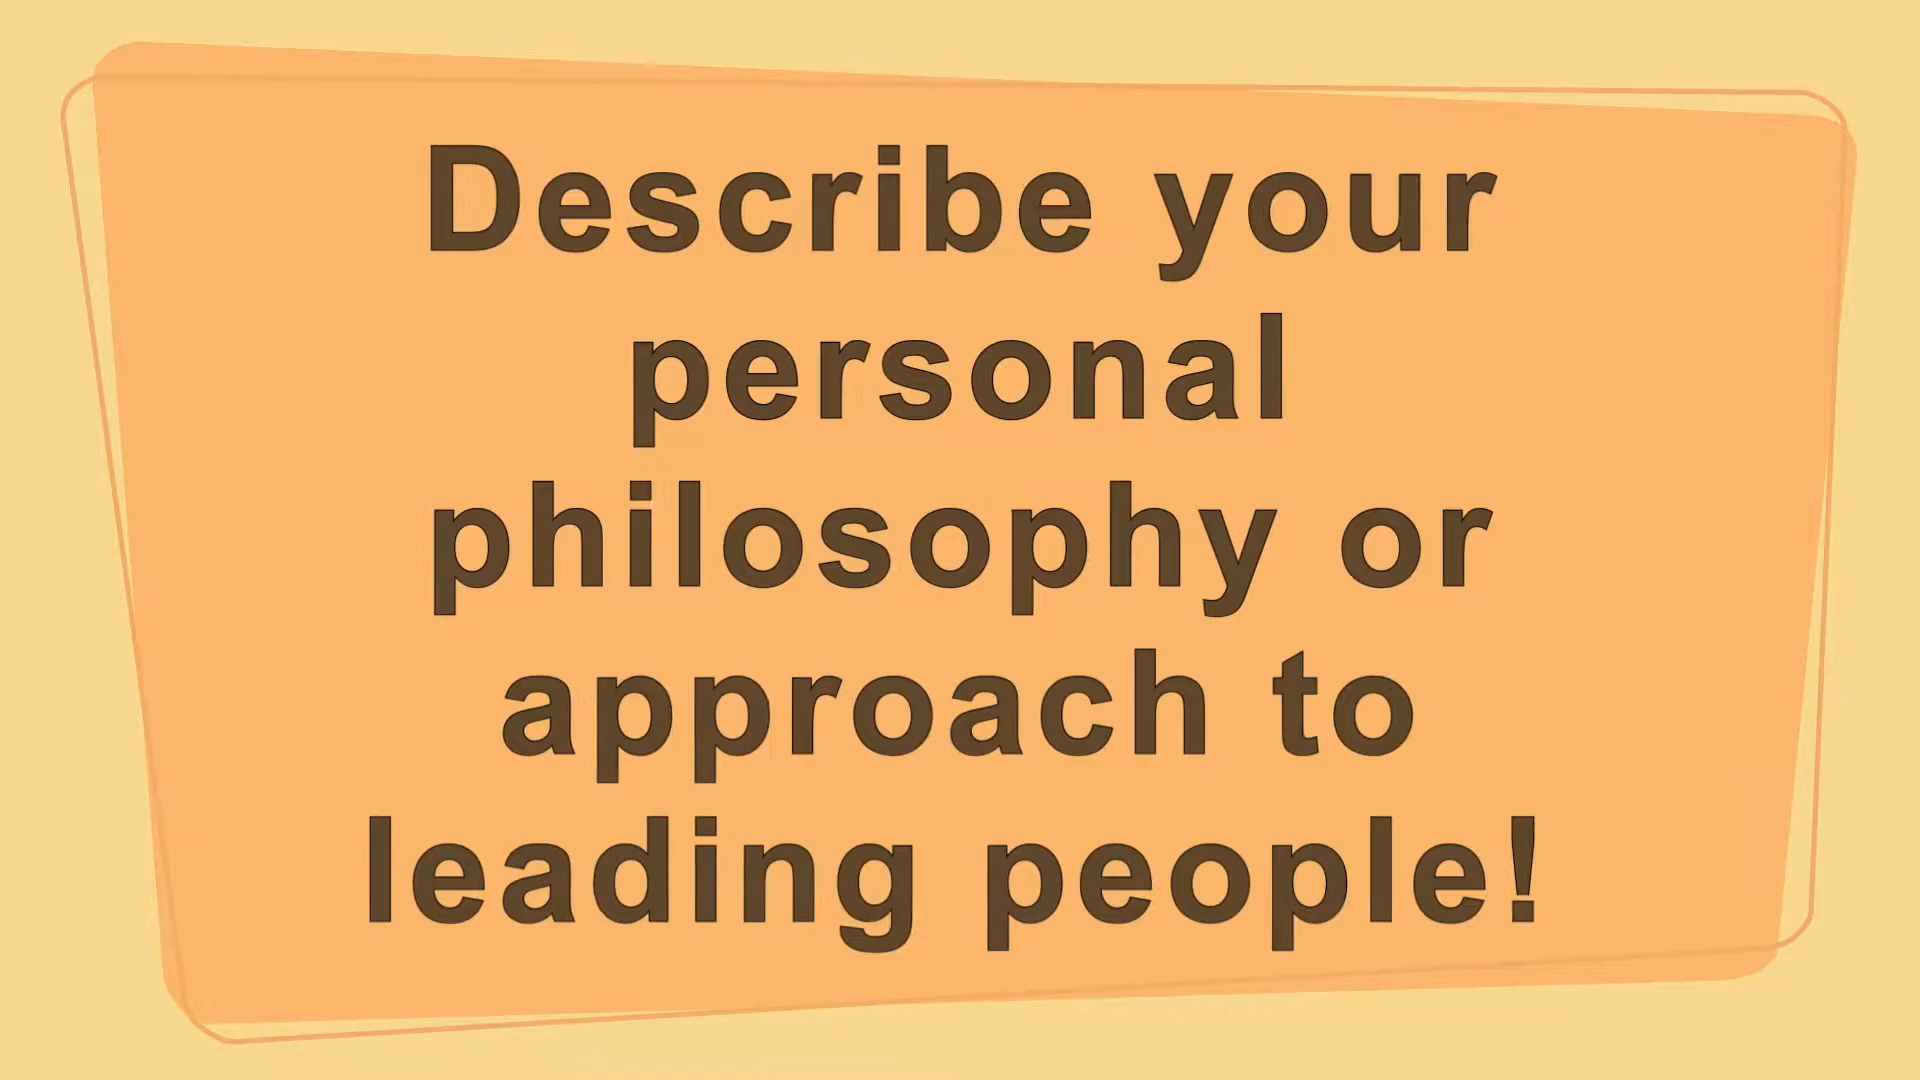 Describe your
personal
philosophy or
approach to
leading people!